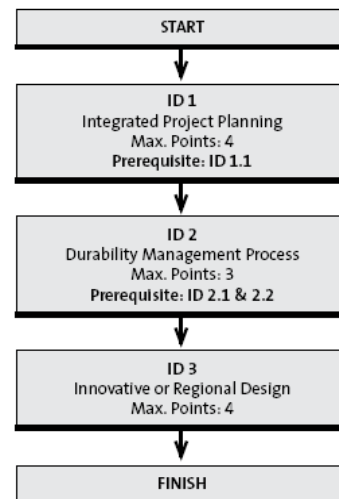 START
ID 1
Integrated Project Planning
Max. Points: 4
Prerequisite: ID 1.1
ID 2
Durability Management Process
Max. Points: 3
Prerequisite: ID 2.1 & 2.2
ID 3
Innovative or Regional Design
Max. Points: 4
FINISH